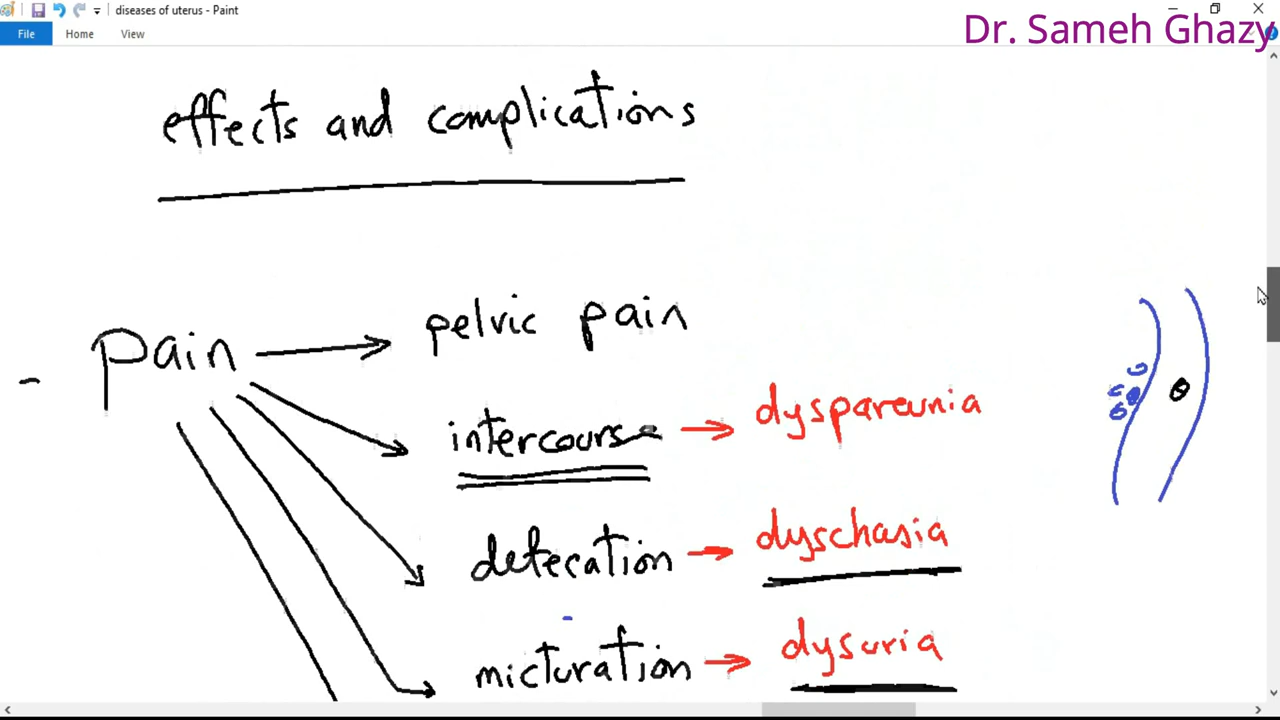 diseases of uterus - Paint
Dr. Sameh Ghazy
File Home View
effects and complications
- Pain → pelvic pain
intercourse → dyspareunia
defecation → dyschasia
micturation → dysuria